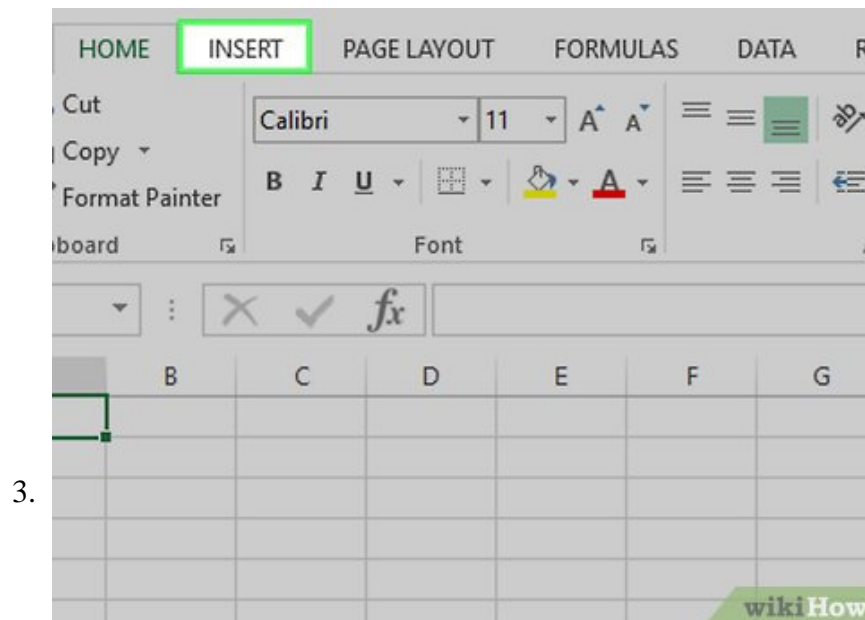 HOME INSERT PAGE LAYOUT FORMULAS DATA
Cut
Calibri 11 A A
Copy
B I U A
Format Painter
Font
fx
B C D E F G
3.
wikiHow